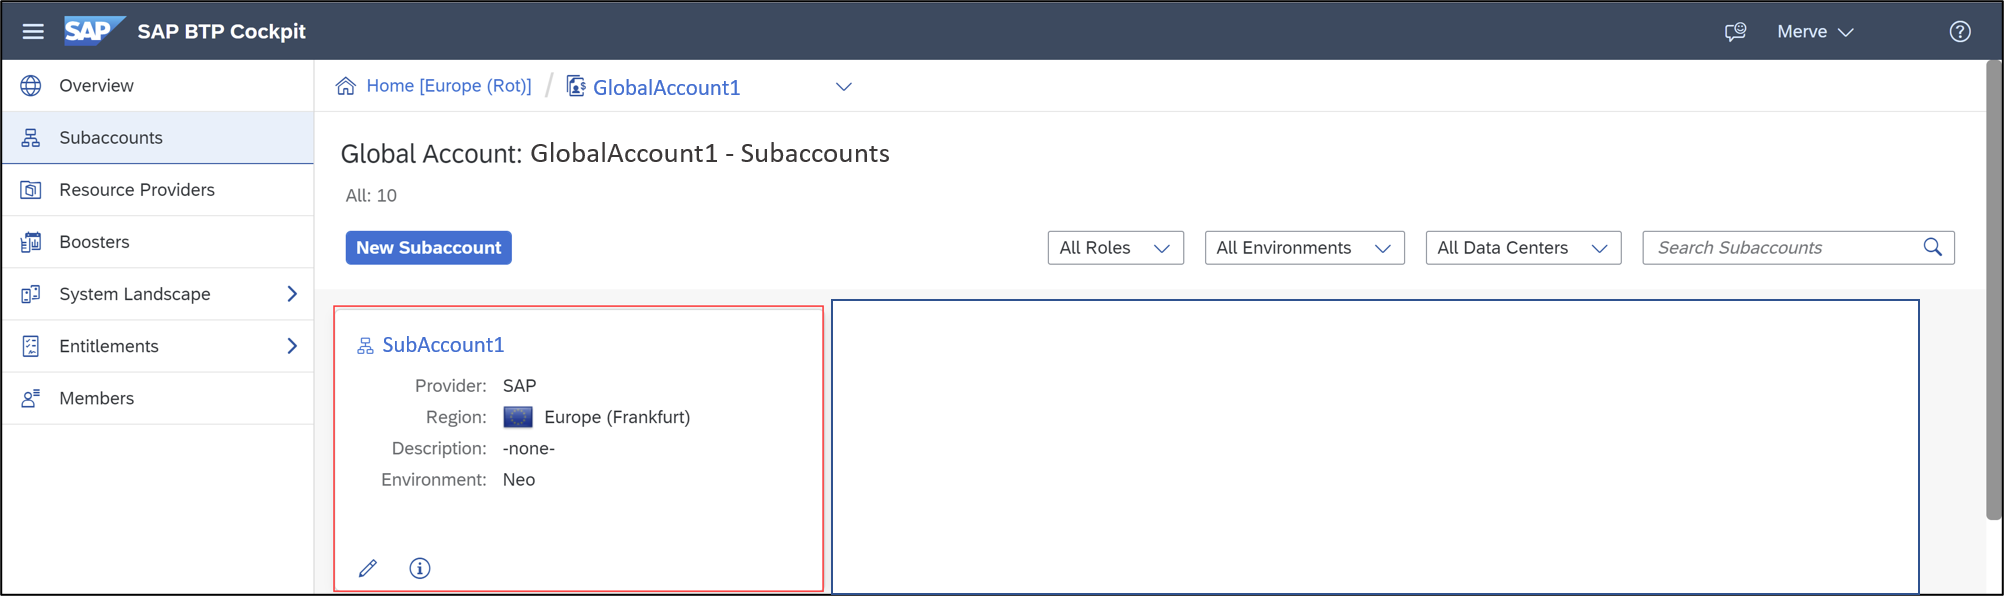 SAP SAP BTP Cockpit Merve
Overview
Subaccounts
Resource Providers
Boosters
System Landscape
Entitlements
Members
Home [Europe (Rot)] / GlobalAccount1
Global Account: GlobalAccount1 - Subaccounts
All: 10
New Subaccount All Roles All Environments All Data Centers Search Subaccounts
SubAccount1
Provider: SAP
Region: Europe (Frankfurt)
Description: -none-
Environment: Neo